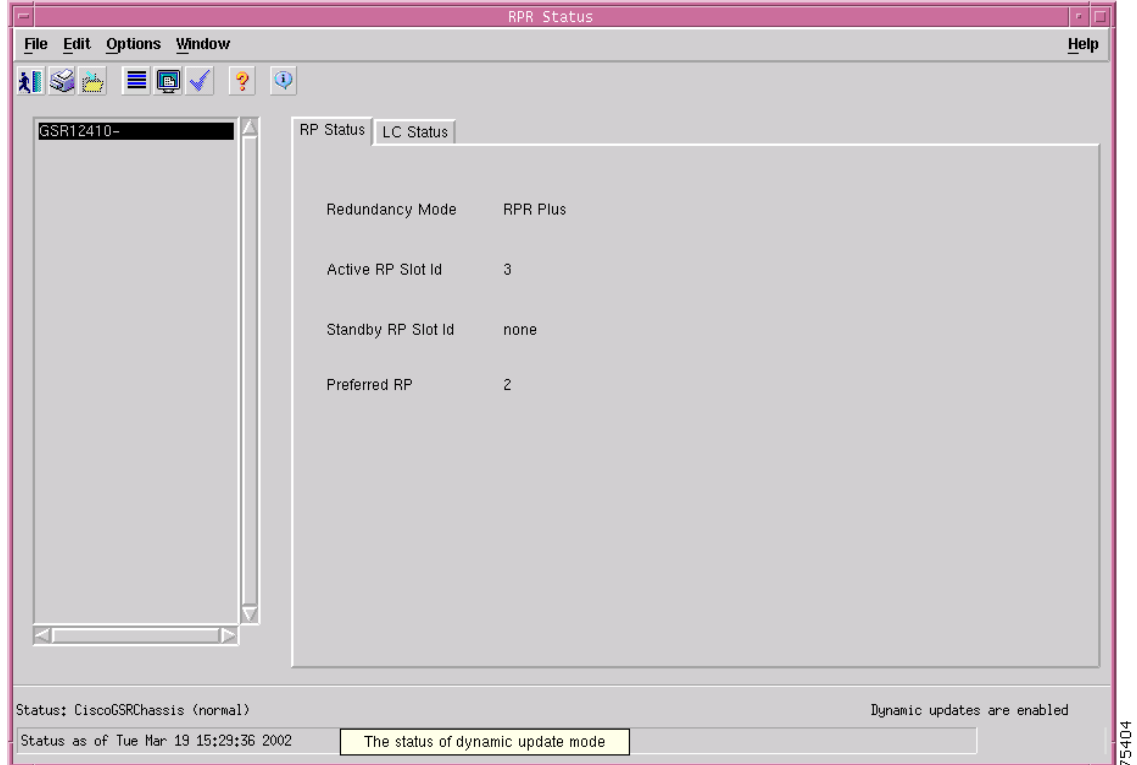 RPR Status
File Edit Options Window Help
GSR12410-
RP Status LC Status
Redundancy Mode RPR Plus
Active RP Slot Id 3
Standby RP Slot Id none
Preferred RP 2
Status: CiscoGSRChassis (normal) Dynamic updates are enabled
Status as of Tue Mar 19 15:29:36 2002
The status of dynamic update mode
75404